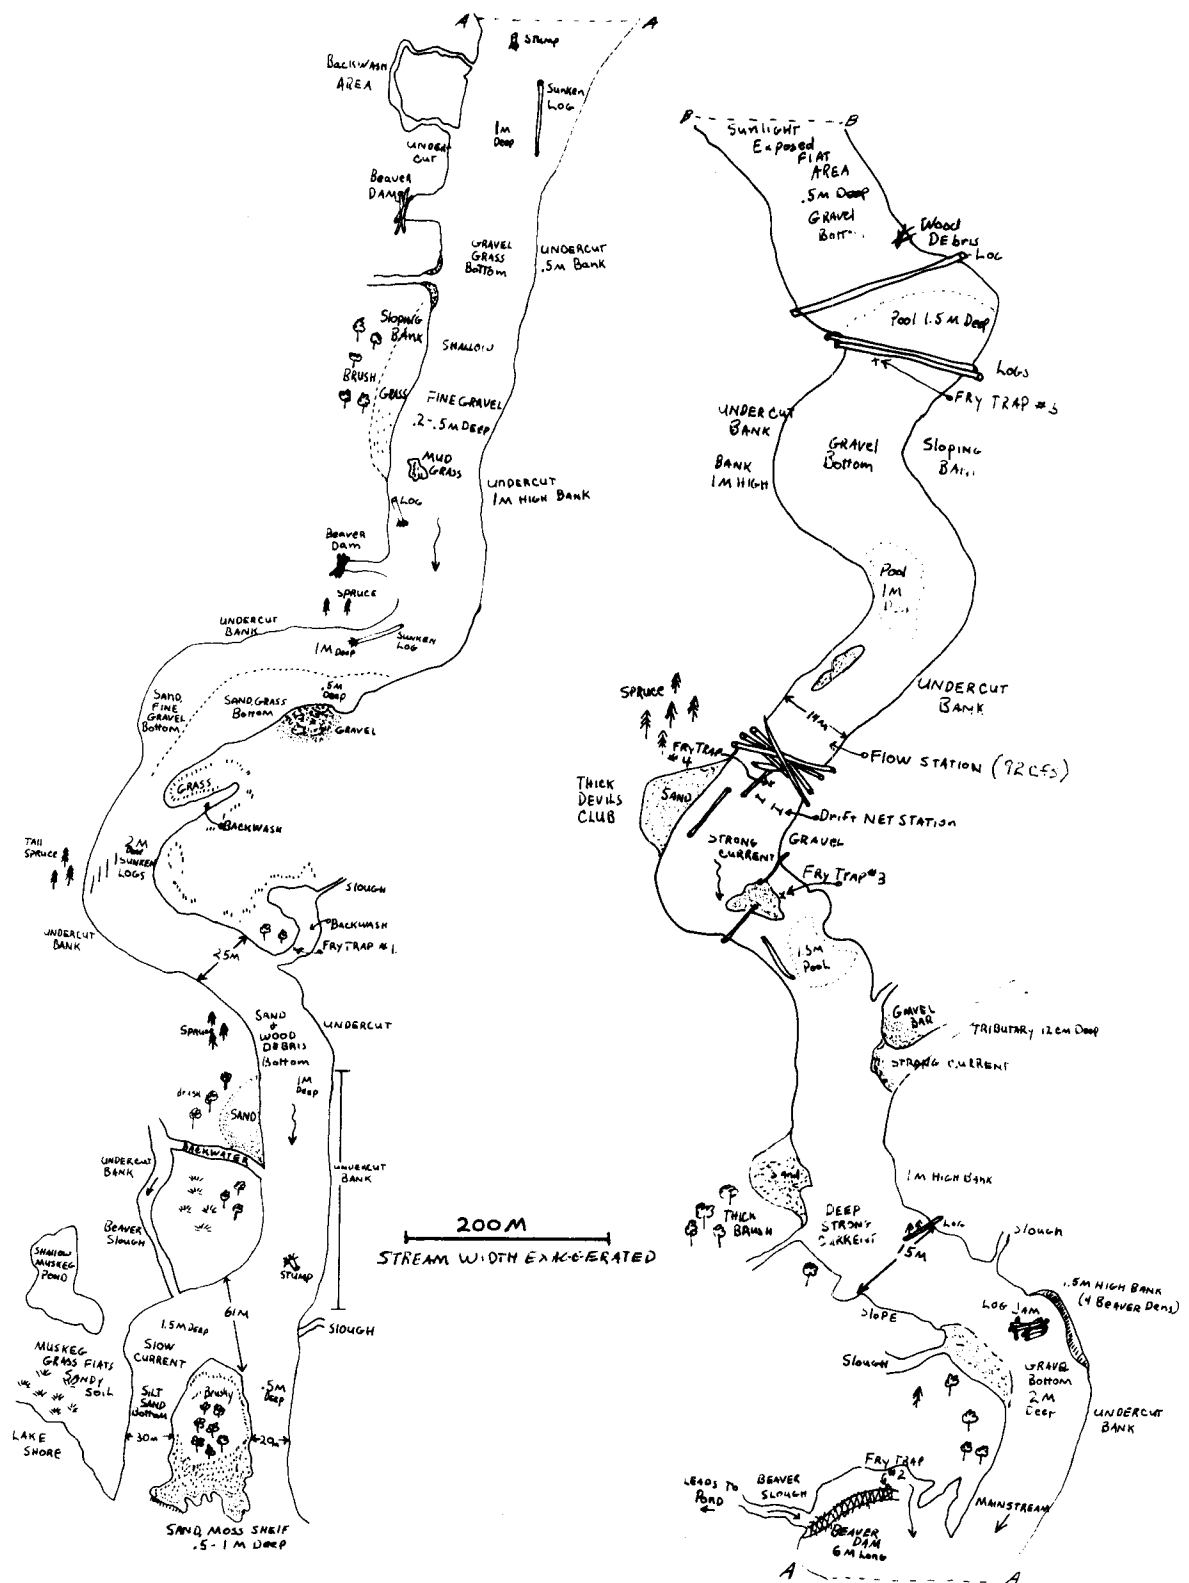 A A
STUMP
BACKWASH
AREA
SUNKEN
LOG
1M
DEEP
UNDER-
CUT
BEAVER
DAM
GRAVEL
GRASS
BOTTOM
UNDERCUT
.5M BANK
SLOPING
BANK
SHALLOW
BRUSH
GRASS
FINE GRAVEL
.2-.5M DEEP
MUD
GRASS
UNDERCUT
1M HIGH BANK
LOG
BEAVER
DAM
SPRUCE
UNDERCUT
BANK
1M DEEP
SUNKEN
LOG
.5M
DEEP
SAND,
FINE
GRAVEL
BOTTOM
SAND, GRASS
BOTTOM
GRAVEL
GRASS
BACKWASH
TALL
SPRUCE
2M
DEEP
SUNKEN
LOGS
SLOUGH
BACKWASH
UNDERCUT
BANK
FRY TRAP #1
25M
SPRUCE
SAND
&
WOOD
DEBRIS
BOTTOM
UNDERCUT
1M
DEEP
SAND
BACKWATER
UNDERCUT
BANK
UNDERCUT
BANK
BEAVER
SLOUGH
SHALLOW
MUSKEG
POND
STUMP
61M
1.5M DEEP
SLOUGH
SLOW
CURRENT
MUSKEG
GRASS FLATS
SANDY
SOIL
SILT
SAND
BOTTOM
BRUSHY
.5M
DEEP
30M
20M
LAKE
SHORE
SAND, MOSS SHELF
.5-1M DEEP
200M
STREAM WIDTH EXAGGERATED
B B
SUNLIGHT
EXPOSED
FLAT
AREA
.5M DEEP
GRAVEL
WOOD
DEBRIS
LOG
POOL 1.5M DEEP
LOGS
FRY TRAP #5
UNDERCUT
BANK
GRAVEL
BOTTOM
SLOPING
BANK
1M HIGH
POOL
1M
SPRUCE
UNDERCUT
BANK
14M
FLOW STATION (92cfs)
FRY TRAP
#4
THICK
DEVILS
CLUB
SAND
DRIFT NET STATION
GRAVEL
STRONG
CURRENT
FRY TRAP #3
1.5M
POOL
GRAVEL
BAR
TRIBUTARY 12CM DEEP
STRONG CURRENT
SAND
1M HIGH BANK
THICK
BRUSH
DEEP
STRONG
CURRENT
LOG
15M
SLOUGH
1.5M HIGH BANK
(4 BEAVER DENS)
SLOPE
LOG JAM
SLOUGH
GRAVEL
BOTTOM
2M
DEEP
UNDERCUT
BANK
FRY TRAP
#2
LEADS TO
POND
BEAVER
SLOUGH
MAINSTREAM
BEAVER
DAM
6M LONG
A A